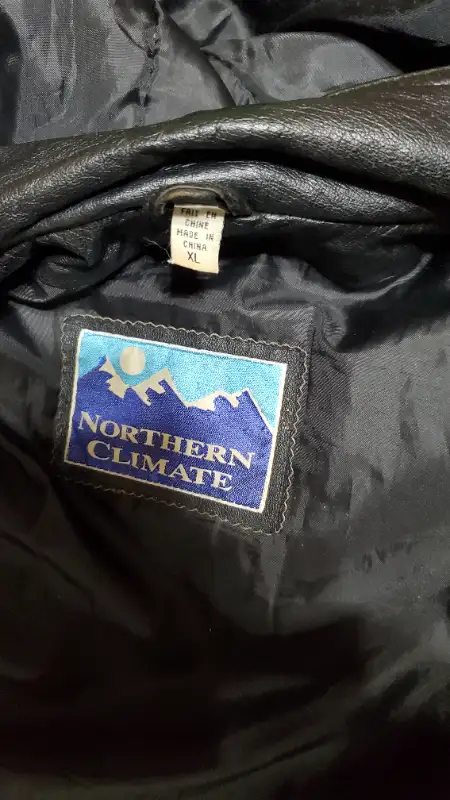 FAIT EN
CHINE
MADE IN
CHINA
XL
NORTHERN
CLIMATE